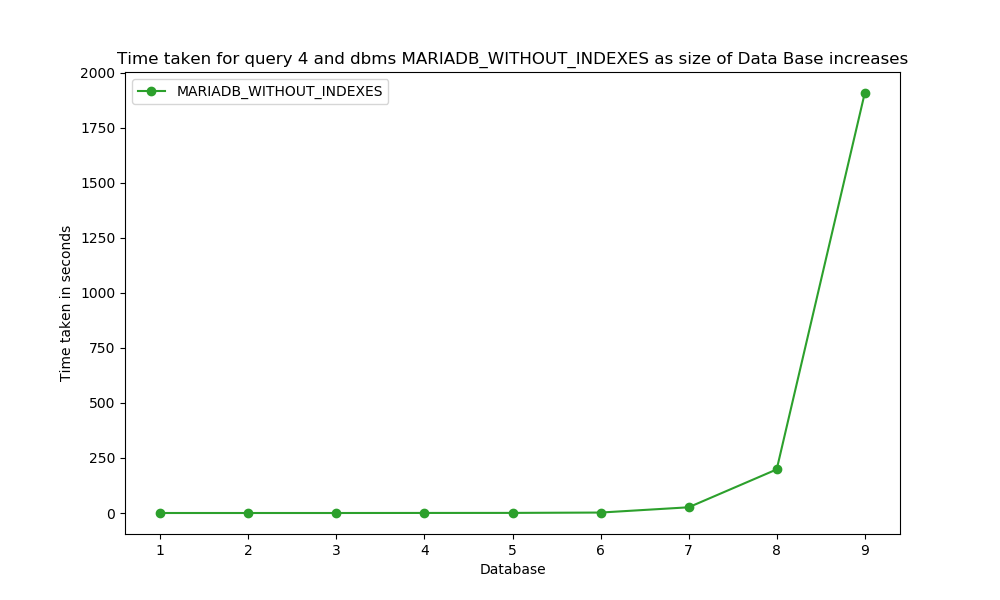 Time taken for query 4 and dbms MARIADB_WITHOUT_INDEXES as size of Data Base increases
MARIADB_WITHOUT_INDEXES
2000
1750
1500
1250
1000
750
500
250
0
Time taken in seconds
1 2 3 4 5 6 7 8 9
Database